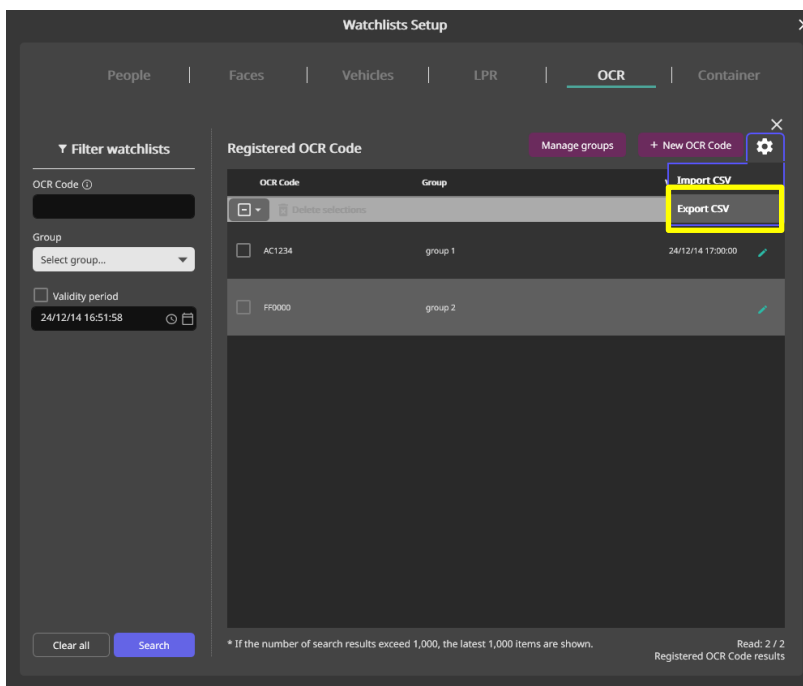 Watchlists Setup
People
Faces
Vehicles
LPR
OCR
Container
Filter watchlists
OCR Code
Group
Select group...
Validity period
24/12/14 16:51:58
Clear all
Search
Registered OCR Code
Manage groups
+ New OCR Code
Import CSV
Export CSV
OCR Code Group
Delete selections
AC1234 group 1 24/12/14 17:00:00
FF0000 group 2
* If the number of search results exceed 1,000, the latest 1,000 items are shown.
Read: 2 / 2
Registered OCR Code results